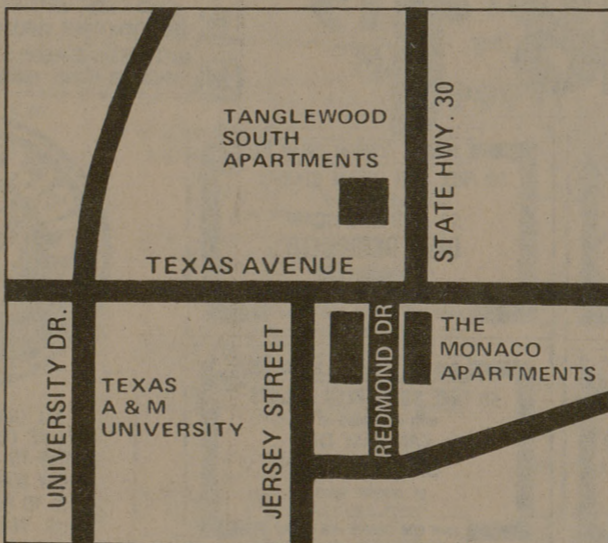 TANGLEWOOD
SOUTH
APARTMENTS
STATE HWY. 30
TEXAS AVENUE
UNIVERSITY DR.
TEXAS
A & M
UNIVERSITY
JERSEY STREET
REDMOND DR
THE
MONACO
APARTMENTS